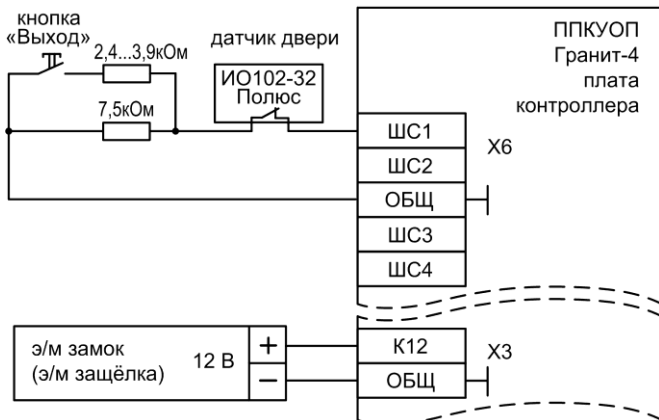 кнопка
«Выход»
2,4...3,9кОм
7,5кОм
датчик двери
ИО102-32
Полюс
ППКУОП
Гранит-4
плата
контроллера
ШС1
ШС2
ОБЩ
ШС3
ШС4
X6
э/м замок
(э/м защёлка)
12 В
+
−
К12
ОБЩ
X3